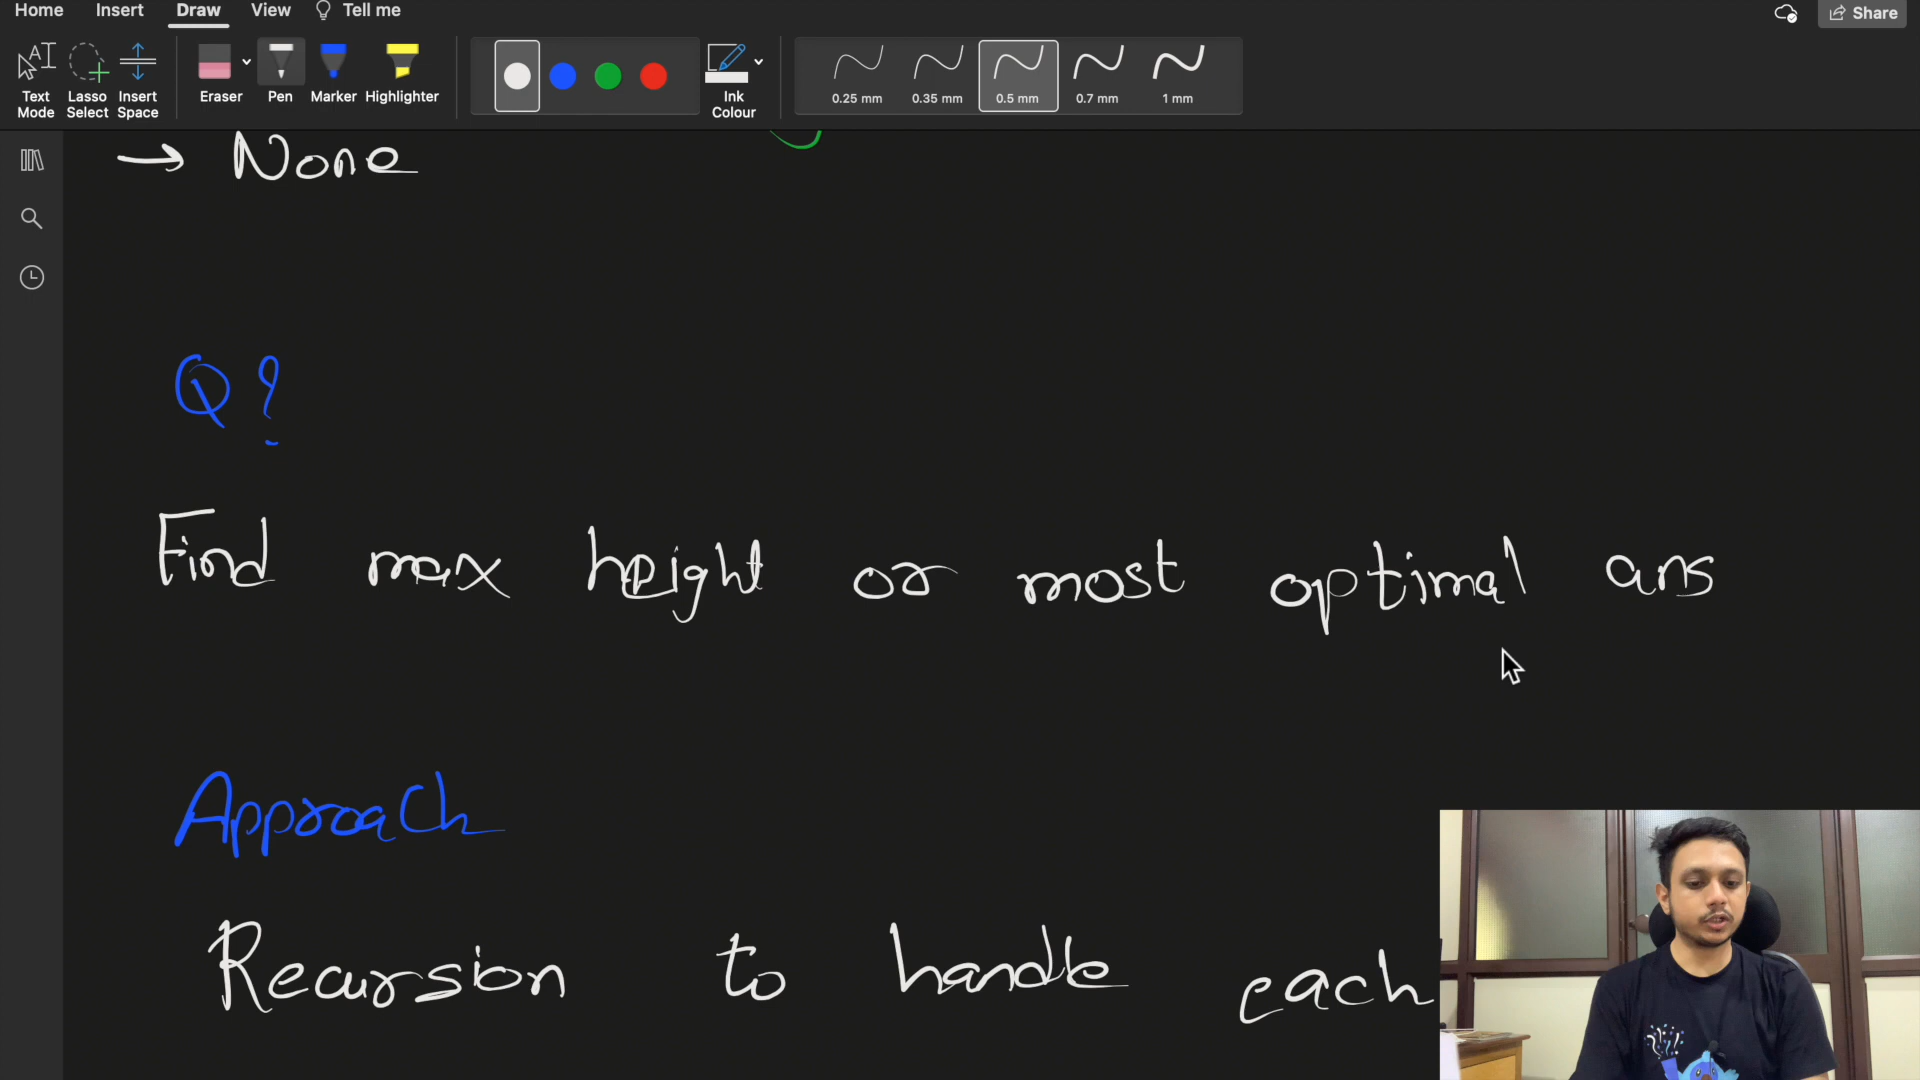 Home Insert Draw View Tell me Share
Text Mode Lasso Select Insert Space Eraser Pen Marker Highlighter Ink Colour 0.25 mm 0.35 mm 0.5 mm 0.7 mm 1 mm
→ None
Q?
Find max height or most optimal ans
Approach
Recursion to handle each